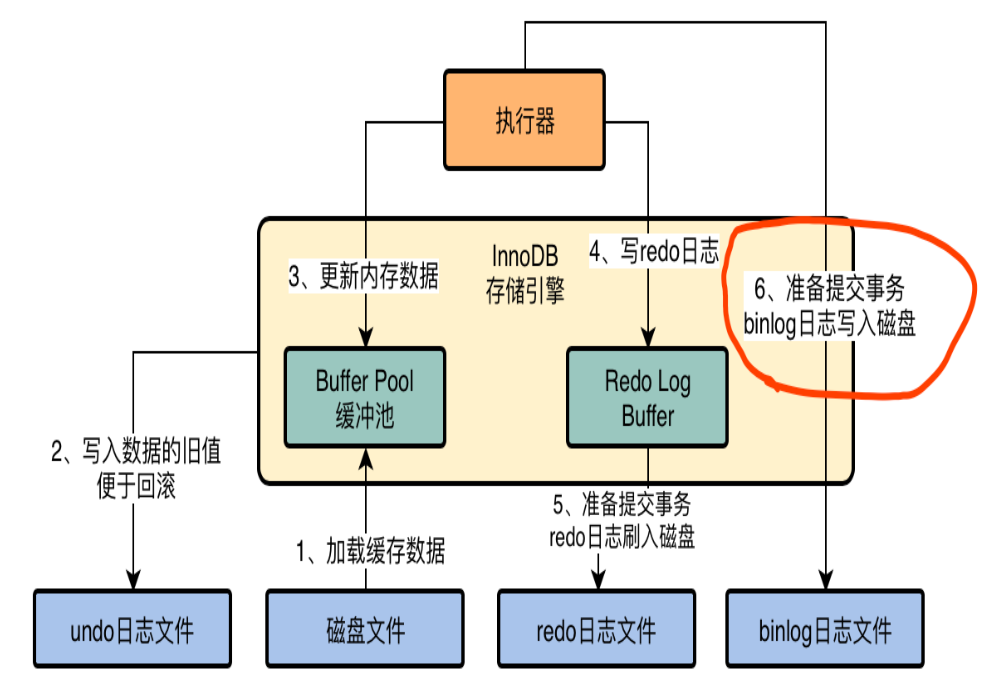 执行器
InnoDB
存储引擎
3、更新内存数据
4、写redo日志
6、准备提交事务
binlog日志写入磁盘
Buffer Pool
缓冲池
Redo Log
Buffer
2、写入数据的旧值
便于回滚
1、加载缓存数据
5、准备提交事务
redo日志刷入磁盘
undo日志文件
磁盘文件
redo日志文件
binlog日志文件